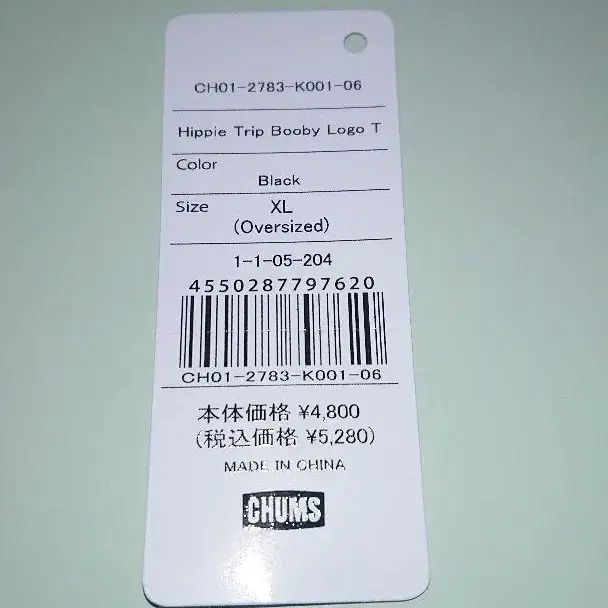 CH01-2783-K001-06
Hippie Trip Booby Logo T
Color
Black
Size XL
(Oversized)
1-1-05-204
4550287797620
CH01-2783-K001-06
本体価格 ¥4,800
(税込価格 ¥5,280)
MADE IN CHINA
CHUMS